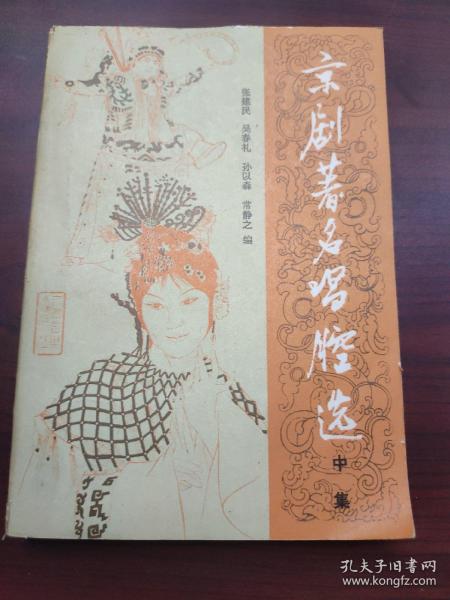 京剧著名唱腔选
中集
张建民 吴春礼 孙以森 常静之 编
孔夫子旧书网
www.kongfz.com